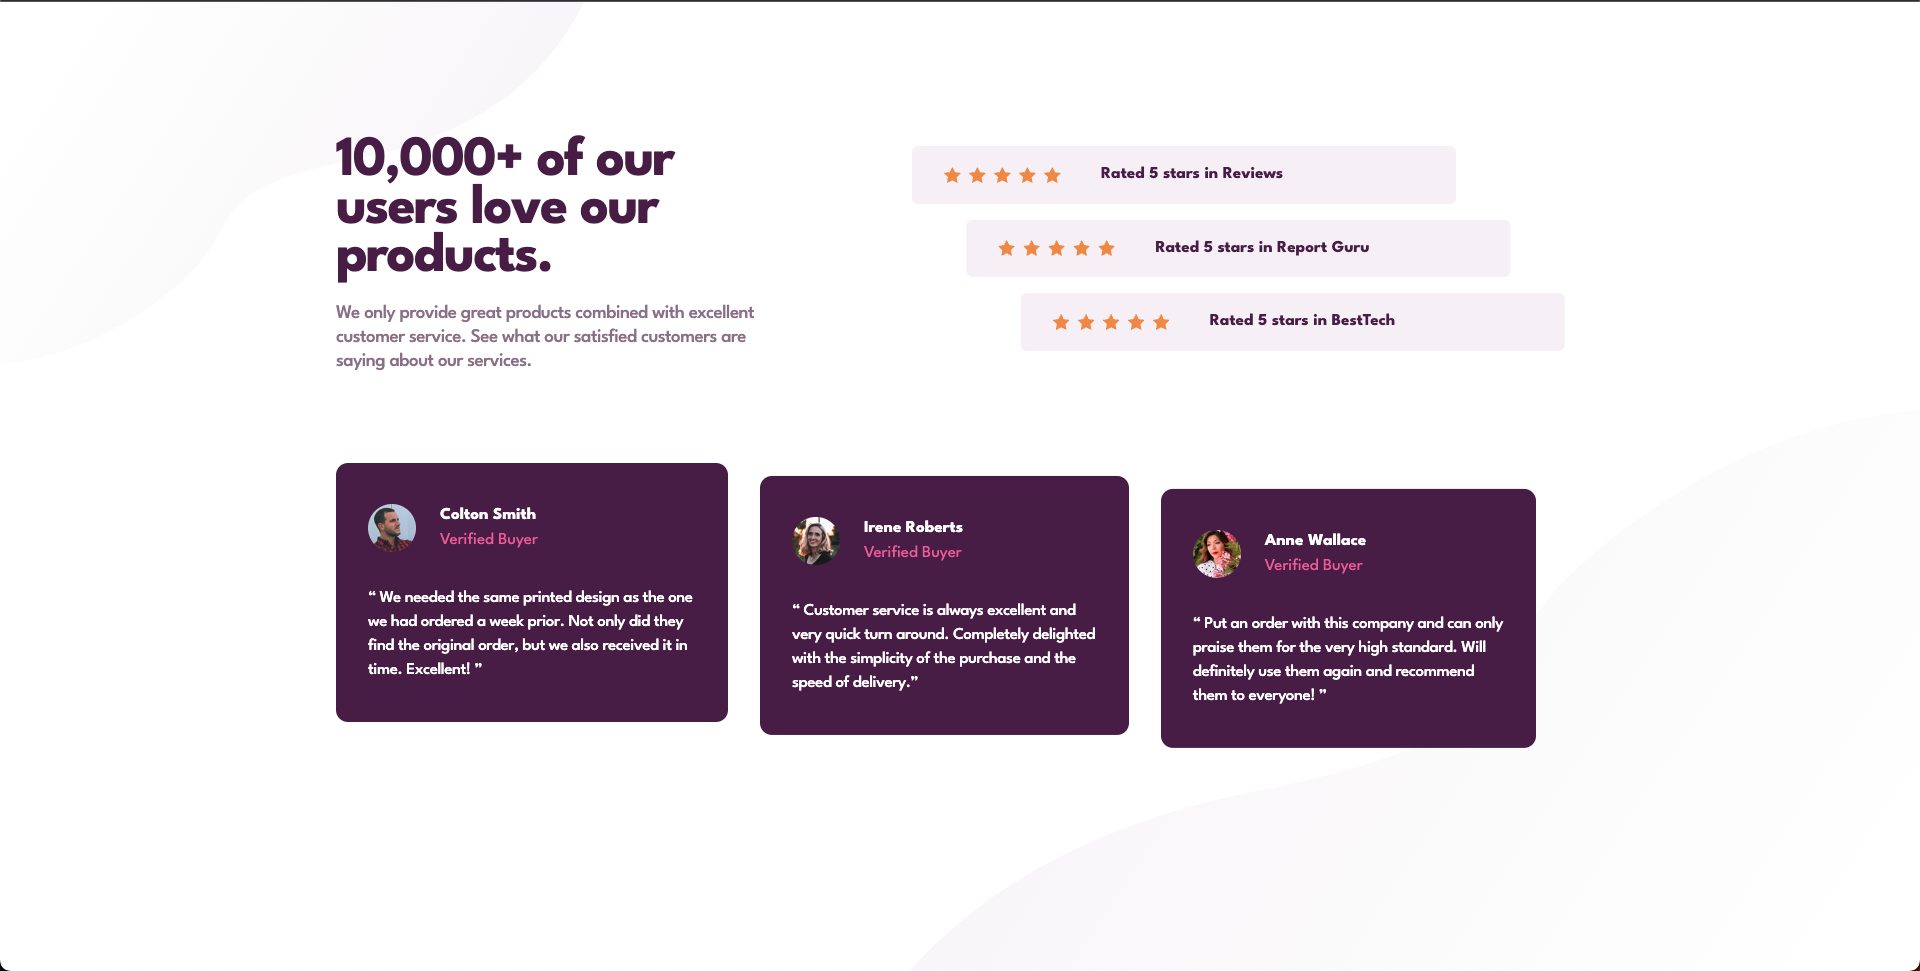 10,000+ of our
users love our
products.
We only provide great products combined with excellent
customer service. See what our satisfied customers are
saying about our services.
Rated 5 stars in Reviews
Rated 5 stars in Report Guru
Rated 5 stars in BestTech
Colton Smith
Verified Buyer
“ We needed the same printed design as the one
we had ordered a week prior. Not only did they
find the original order, but we also received it in
time. Excellent! ”
Irene Roberts
Verified Buyer
“ Customer service is always excellent and
very quick turn around. Completely delighted
with the simplicity of the purchase and the
speed of delivery.”
Anne Wallace
Verified Buyer
“ Put an order with this company and can only
praise them for the very high standard. Will
definitely use them again and recommend
them to everyone! ”